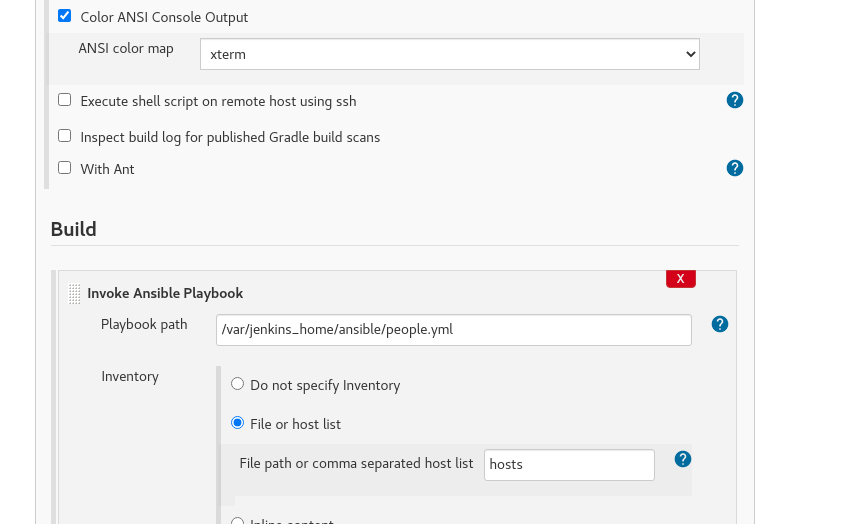 Color ANSI Console Output
ANSI color map xterm
Execute shell script on remote host using ssh ?
Inspect build log for published Gradle build scans
With Ant ?
Build
X
Invoke Ansible Playbook
Playbook path /var/jenkins_home/ansible/people.yml ?
Inventory
Do not specify Inventory
File or host list
File path or comma separated host list hosts ?
Inline content